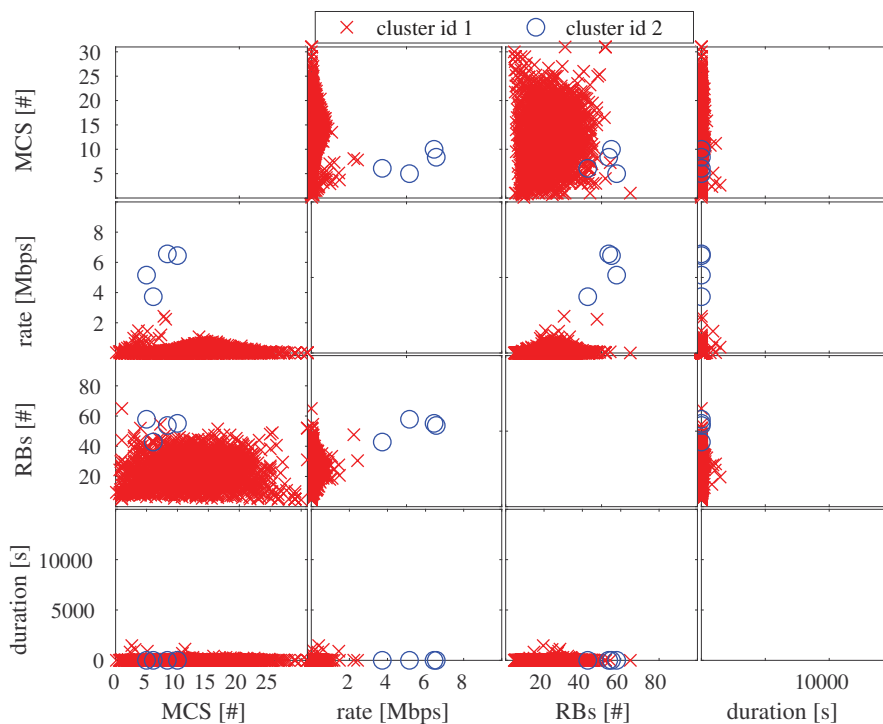 cluster id 1 cluster id 2
30
25
20
15
10
5
MCS [#]
8
6
4
2
rate [Mbps]
80
60
40
20
RBs [#]
10000
5000
0
duration [s]
0 5 10 15 20 25 2 4 6 8 20 40 60 80 10000
MCS [#] rate [Mbps] RBs [#] duration [s]